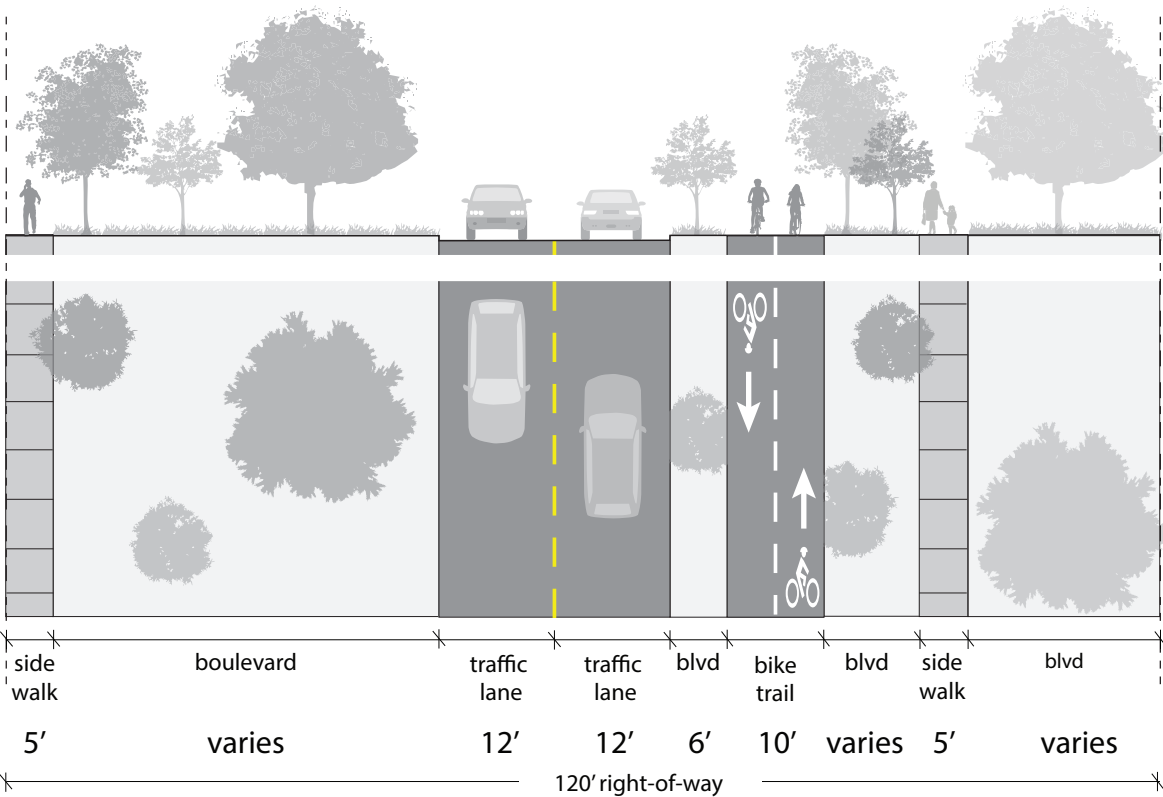 side
walk
boulevard
traffic
lane
traffic
lane
blvd
bike
trail
blvd
side
walk
blvd
5’
varies
12’
12’
6’
10’
varies
5’
varies
120’ right-of-way